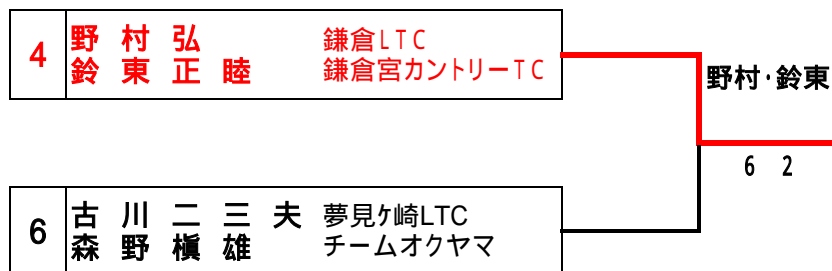 4 野村弘 鎌倉LTC
鈴東正睦 鎌倉宮カントリーTC
野村・鈴東
6 2
6 古川二三夫 夢見ケ崎LTC
森野槇雄 チームオクヤマ